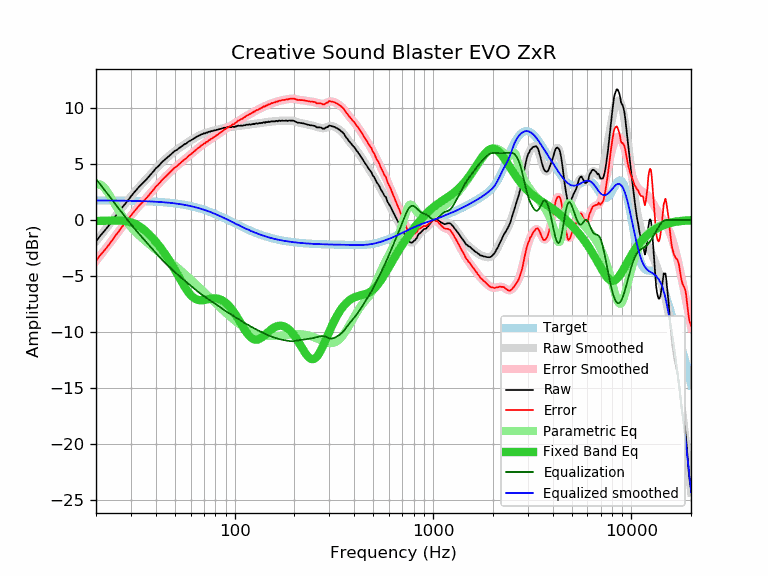 Creative Sound Blaster EVO ZxR
Amplitude (dBr)
10
5
0
−5
−10
−15
−20
−25
100
1000
10000
Frequency (Hz)
Target
Raw Smoothed
Error Smoothed
Raw
Error
Parametric Eq
Fixed Band Eq
Equalization
Equalized smoothed